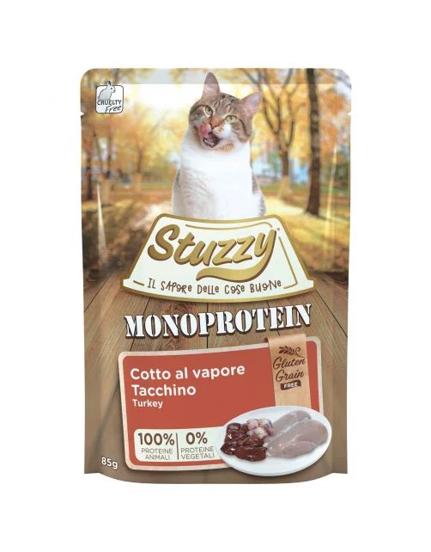 CRUELTY
Free
Stuzzy
IL SAPORE DELLE COSE BUONE
MONOPROTEIN
Gluten
Grain
FREE
Cotto al vapore
Tacchino
Turkey
100% PROTEINE ANIMALI
0% PROTEINE VEGETALI
85g